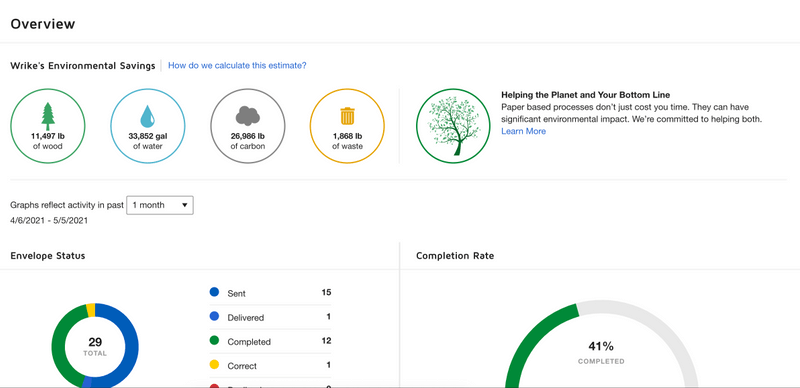 Overview
Wrike's Environmental Savings
How do we calculate this estimate?
11,497 lb
of wood
33,852 gal
of water
26,986 lb
of carbon
1,868 lb
of waste
Helping the Planet and Your Bottom Line
Paper based processes don't just cost you time. They can have
significant environmental impact. We're committed to helping both.
Learn More
Graphs reflect activity in past 1 month
4/6/2021 - 5/5/2021
Envelope Status
29
TOTAL
Sent 15
Delivered 1
Completed 12
Correct 1
Completion Rate
41%
COMPLETED